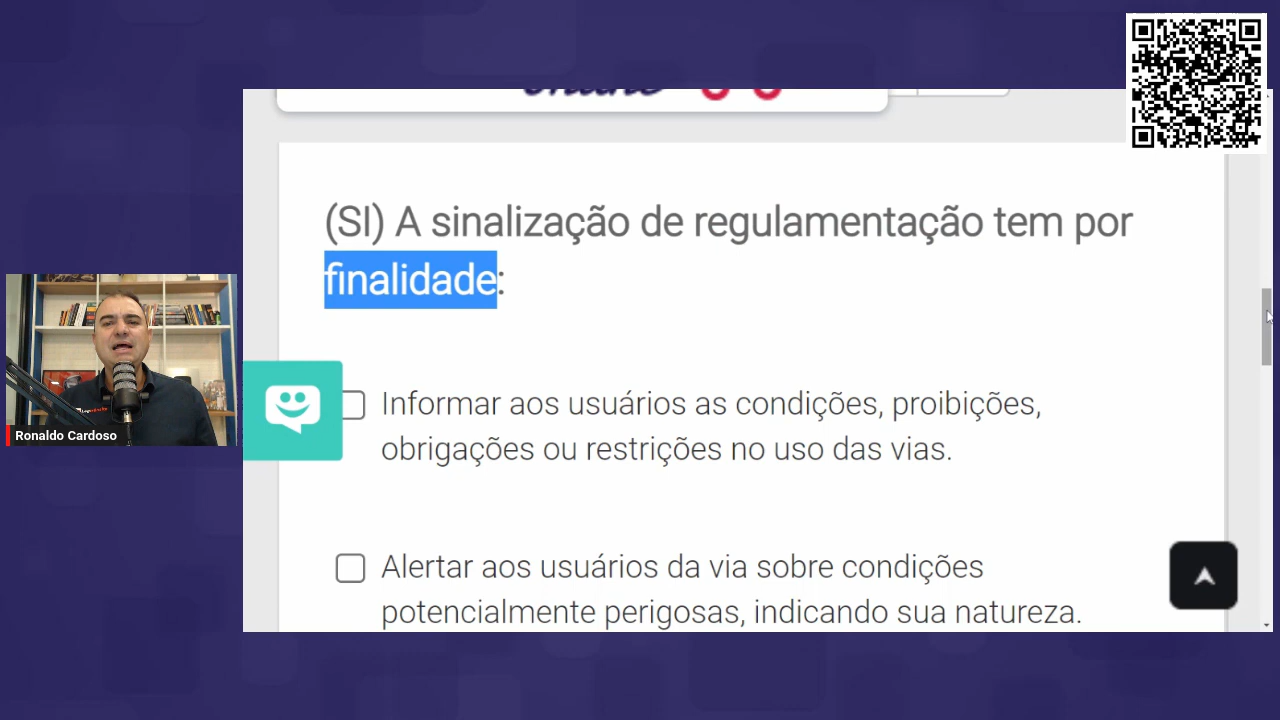 (SI) A sinalização de regulamentação tem por
finalidade:
Informar aos usuários as condições, proibições,
obrigações ou restrições no uso das vias.
Alertar aos usuários da via sobre condições
potencialmente perigosas, indicando sua natureza.
Ronaldo Cardoso